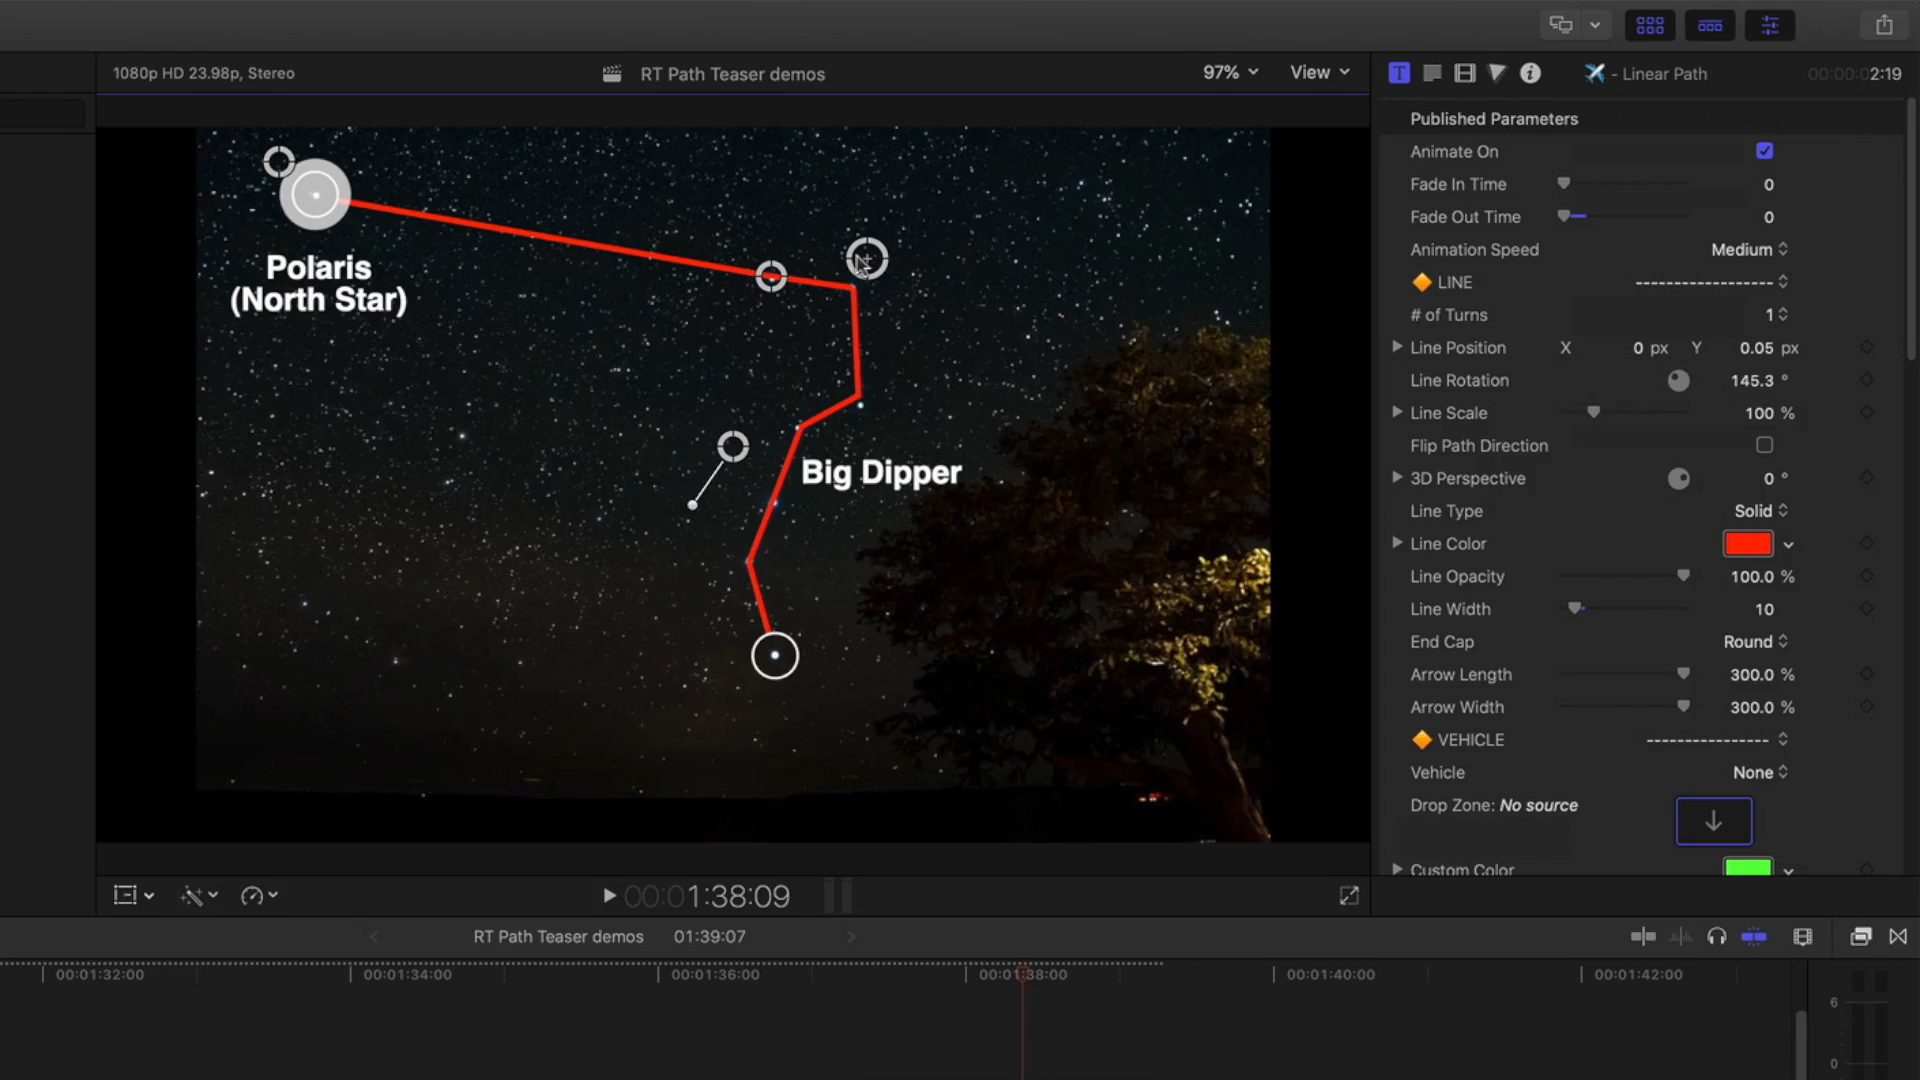 1080p HD 23.98p, Stereo
RT Path Teaser demos
97%
View
- Linear Path
00:00:02:19
Published Parameters
Animate On
Fade In Time 0
Fade Out Time 0
Animation Speed Medium
LINE ------------------
# of Turns 1
Line Position X 0 px Y 0.05 px
Line Rotation 145.3 °
Line Scale 100 %
Flip Path Direction
3D Perspective 0 °
Line Type Solid
Line Color
Line Opacity 100.0 %
Line Width 10
End Cap Round
Arrow Length 300.0 %
Arrow Width 300.0 %
VEHICLE ----------------
Vehicle None
Drop Zone: No source
Custom Color
Polaris
(North Star)
Big Dipper
00:01:38:09
RT Path Teaser demos 01:39:07
00:01:32:00 00:01:34:00 00:01:36:00 00:01:38:00 00:01:40:00 00:01:42:00
6
0